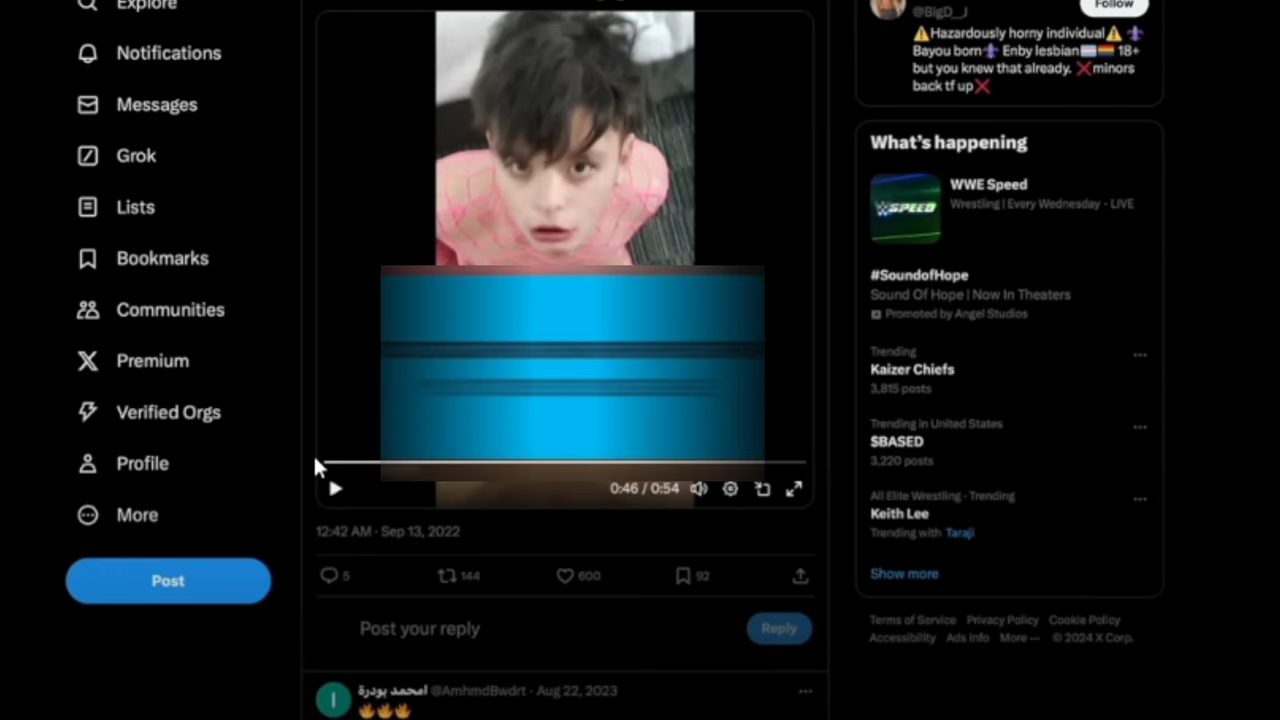 Explore
Notifications
Messages
Grok
Lists
Bookmarks
Communities
Premium
Verified Orgs
Profile
More
Post
0:46 / 0:54
12:42 AM · Sep 13, 2022
5
144
600
92
Post your reply
Reply
امحمد بودرة @AmhmdBwdrt · Aug 22, 2023
@BigD__J
Follow
⚠️Hazardously horny individual⚠️ ⚜️
Bayou born⚜️ Enby lesbian🏳️‍⚧️🏳️‍🌈 18+
but you knew that already. ❌minors
back tf up❌
What's happening
WWE Speed
Wrestling | Every Wednesday · LIVE
SPEED
#SoundofHope
Sound Of Hope | Now In Theaters
Promoted by Angel Studios
Trending
Kaizer Chiefs
3,815 posts
Trending in United States
$BASED
3,220 posts
All Elite Wrestling · Trending
Keith Lee
Trending with Taraji
Show more
Terms of Service Privacy Policy Cookie Policy
Accessibility Ads info More ··· © 2024 X Corp.